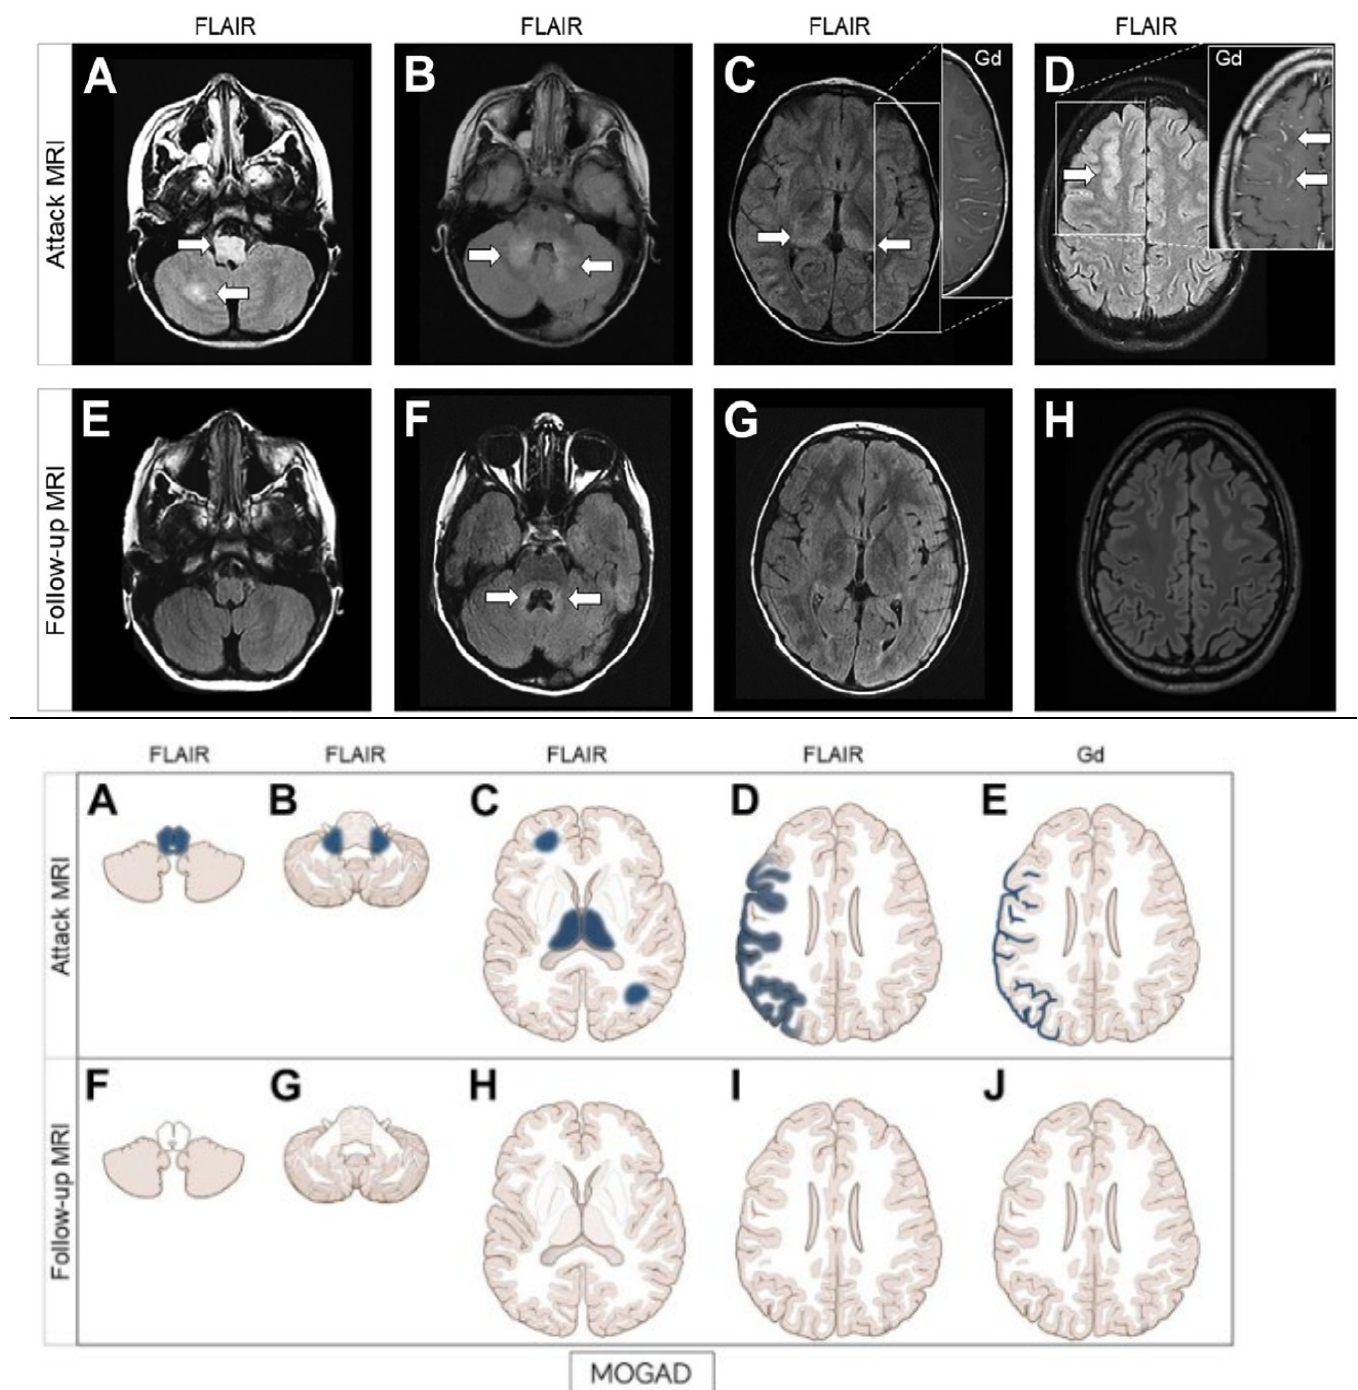 FLAIR FLAIR FLAIR FLAIR
Attack MRI
A B C Gd D Gd
Follow-up MRI
E F G H
FLAIR FLAIR FLAIR FLAIR Gd
Attack MRI
A B C D E
Follow-up MRI
F G H I J
MOGAD